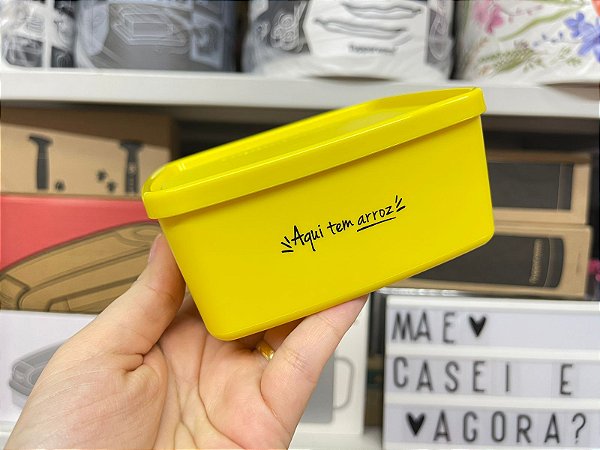 Aqui tem arroz
MAE♥
CASEI E
♥AGORA?